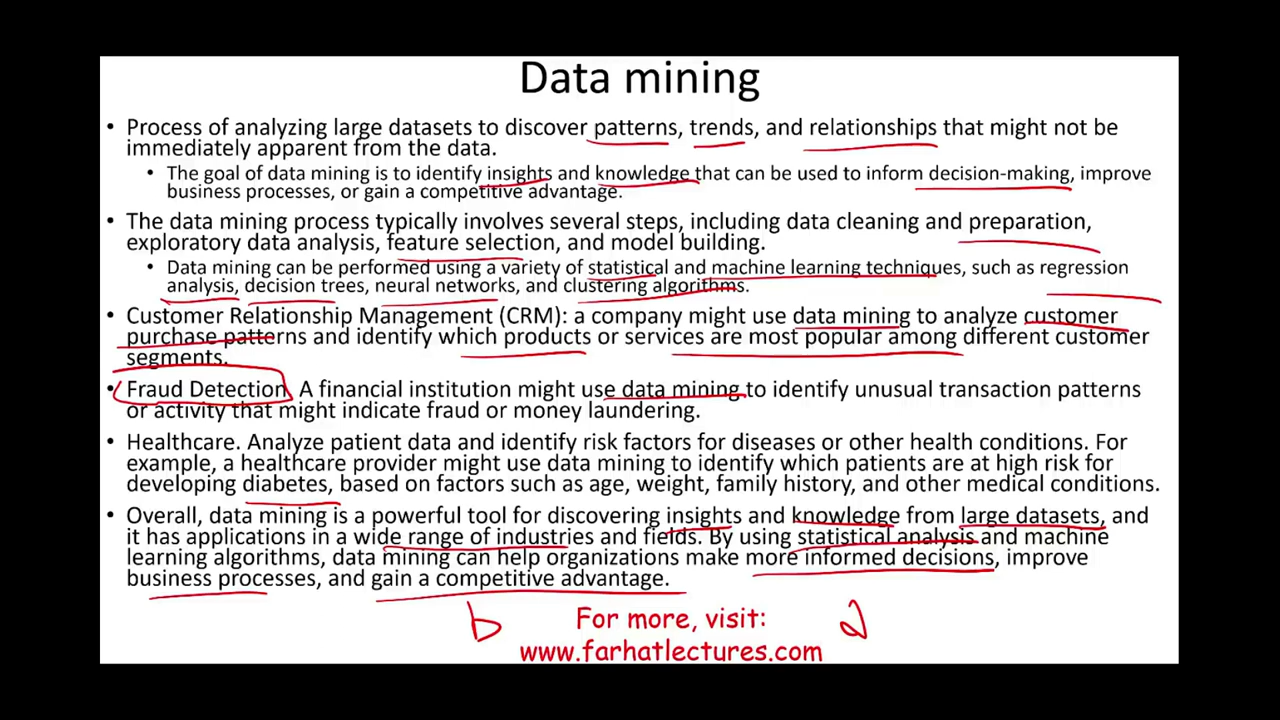 Data mining
• Process of analyzing large datasets to discover patterns, trends, and relationships that might not be
immediately apparent from the data.
• The goal of data mining is to identify insights and knowledge that can be used to inform decision-making, improve
business processes, or gain a competitive advantage.
• The data mining process typically involves several steps, including data cleaning and preparation,
exploratory data analysis, feature selection, and model building.
• Data mining can be performed using a variety of statistical and machine learning techniques, such as regression
analysis, decision trees, neural networks, and clustering algorithms.
• Customer Relationship Management (CRM): a company might use data mining to analyze customer
purchase patterns and identify which products or services are most popular among different customer
segments.
• Fraud Detection. A financial institution might use data mining to identify unusual transaction patterns
or activity that might indicate fraud or money laundering.
• Healthcare. Analyze patient data and identify risk factors for diseases or other health conditions. For
example, a healthcare provider might use data mining to identify which patients are at high risk for
developing diabetes, based on factors such as age, weight, family history, and other medical conditions.
• Overall, data mining is a powerful tool for discovering insights and knowledge from large datasets, and
it has applications in a wide range of industries and fields. By using statistical analysis and machine
learning algorithms, data mining can help organizations make more informed decisions, improve
business processes, and gain a competitive advantage.
b For more, visit:
www.farhatlectures.com